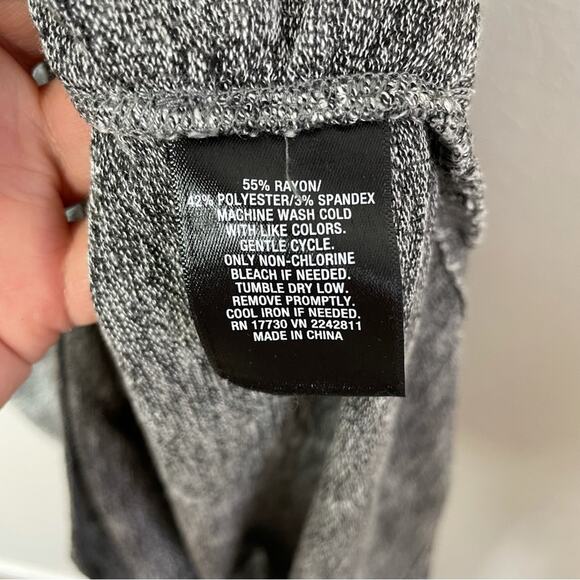 55% RAYON/
42% POLYESTER/3% SPANDEX
MACHINE WASH COLD
WITH LIKE COLORS.
GENTLE CYCLE.
ONLY NON-CHLORINE
BLEACH IF NEEDED.
TUMBLE DRY LOW.
REMOVE PROMPTLY.
COOL IRON IF NEEDED.
RN 17730 VN 2242811
MADE IN CHINA